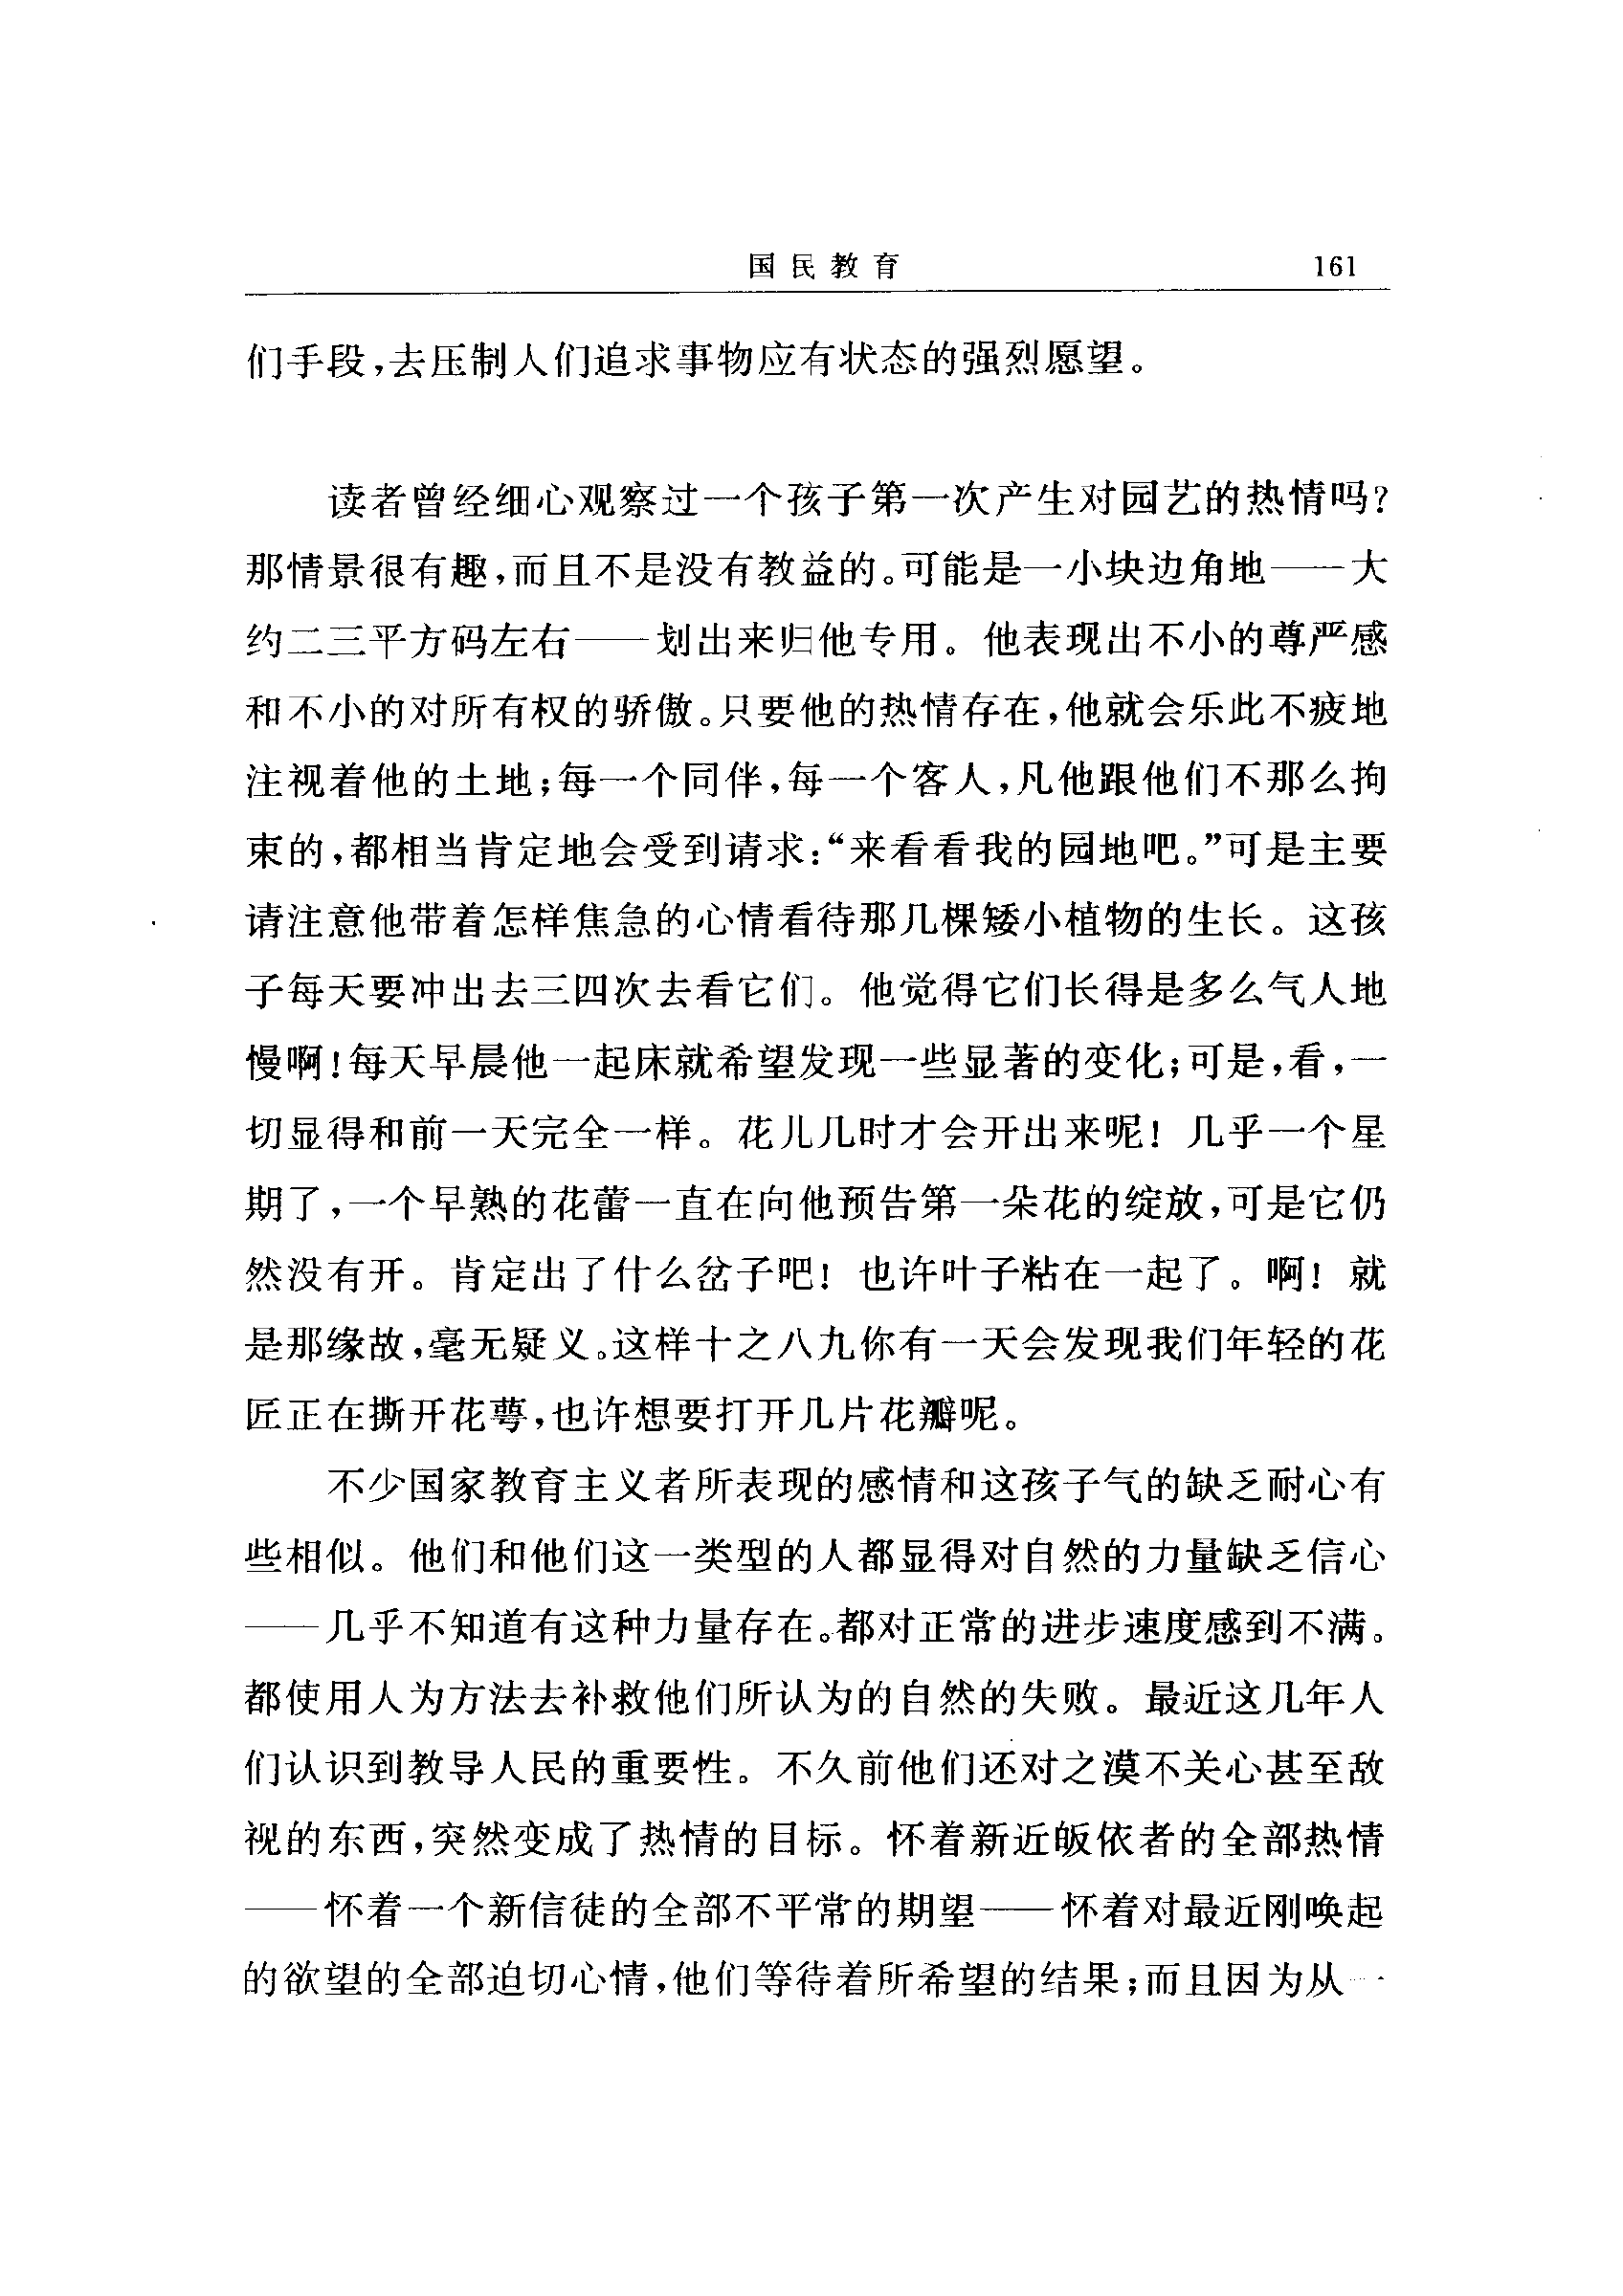 国民教育 161
们手段,去压制人们追求事物应有状态的强烈愿望。
读者曾经细心观察过一个孩子第一次产生对园艺的热情吗?
那情景很有趣,而且不是没有教益的。可能是一小块边角地——大
约二三平方码左右——划出来归他专用。他表现出不小的尊严感
和不小的对所有权的骄傲。只要他的热情存在,他就会乐此不疲地
注视着他的土地;每一个同伴,每一个客人,凡他跟他们不那么拘
束的,都相当肯定地会受到请求:“来看看我的园地吧。”可是主要
请注意他带着怎样焦急的心情看待那几棵矮小植物的生长。这孩
子每天要冲出去三四次去看它们。他觉得它们长得是多么气人地
慢啊!每天早晨他一起床就希望发现一些显著的变化;可是,看,一
切显得和前一天完全一样。花儿几时才会开出来呢!几乎一个星
期了,一个早熟的花蕾一直在向他预告第一朵花的绽放,可是它仍
然没有开。肯定出了什么岔子吧!也许叶子粘在一起了。啊!就
是那缘故,毫无疑义。这样十之八九你有一天会发现我们年轻的花
匠正在撕开花萼,也许想要打开几片花瓣呢。
不少国家教育主义者所表现的感情和这孩子气的缺乏耐心有
些相似。他们和他们这一类型的人都显得对自然的力量缺乏信心
——几乎不知道有这种力量存在。都对正常的进步速度感到不满。
都使用人为方法去补救他们所认为的自然的失败。最近这几年人
们认识到教导人民的重要性。不久前他们还对之漠不关心甚至敌
视的东西,突然变成了热情的目标。怀着新近皈依者的全部热情
——怀着一个新信徒的全部不平常的期望——怀着对最近刚唤起
的欲望的全部迫切心情,他们等待着所希望的结果;而且因为从一